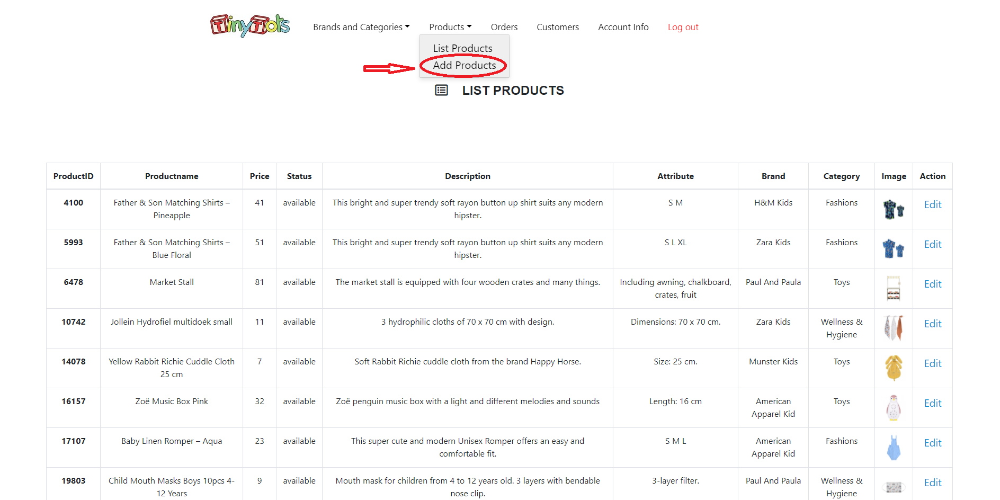 TinyTots Brands and Categories Products Orders Customers Account Info Log out
List Products
Add Products
LIST PRODUCTS
ProductID Productname Price Status Description Attribute Brand Category Image Action
4100 Father & Son Matching Shirts – 41 available This bright and super trendy soft rayon button up shirt suits any modern S M H&M Kids Fashions Edit
Pineapple hipster.
5993 Father & Son Matching Shirts – 51 available This bright and super trendy soft rayon button up shirt suits any modern S L XL Zara Kids Fashions Edit
Blue Floral hipster.
6478 Market Stall 81 available The market stall is equipped with four wooden crates and many things. Including awning, chalkboard, Paul And Paula Toys Edit
crates, fruit
10742 Jollein Hydrofiel multidoek small 11 available 3 hydrophilic cloths of 70 x 70 cm with design. Dimensions: 70 x 70 cm. Zara Kids Wellness & Edit
Hygiene
14078 Yellow Rabbit Richie Cuddle Cloth 7 available Soft Rabbit Richie cuddle cloth from the brand Happy Horse. Size: 25 cm. Munster Kids Toys Edit
25 cm
16157 Zoë Music Box Pink 32 available Zoë penguin music box with a light and different melodies and sounds Length: 16 cm American Toys Edit
Apparel Kid
17107 Baby Linen Romper – Aqua 23 available This super cute and modern Unisex Romper offers an easy and S M L American Fashions Edit
comfortable fit. Apparel Kid
19803 Child Mouth Masks Boys 10pcs 4- 9 available Mouth mask for children from 4 to 12 years old. 3 layers with bendable 3-layer filter. Paul And Paula Wellness & Edit
12 Years nose clip. Hygiene